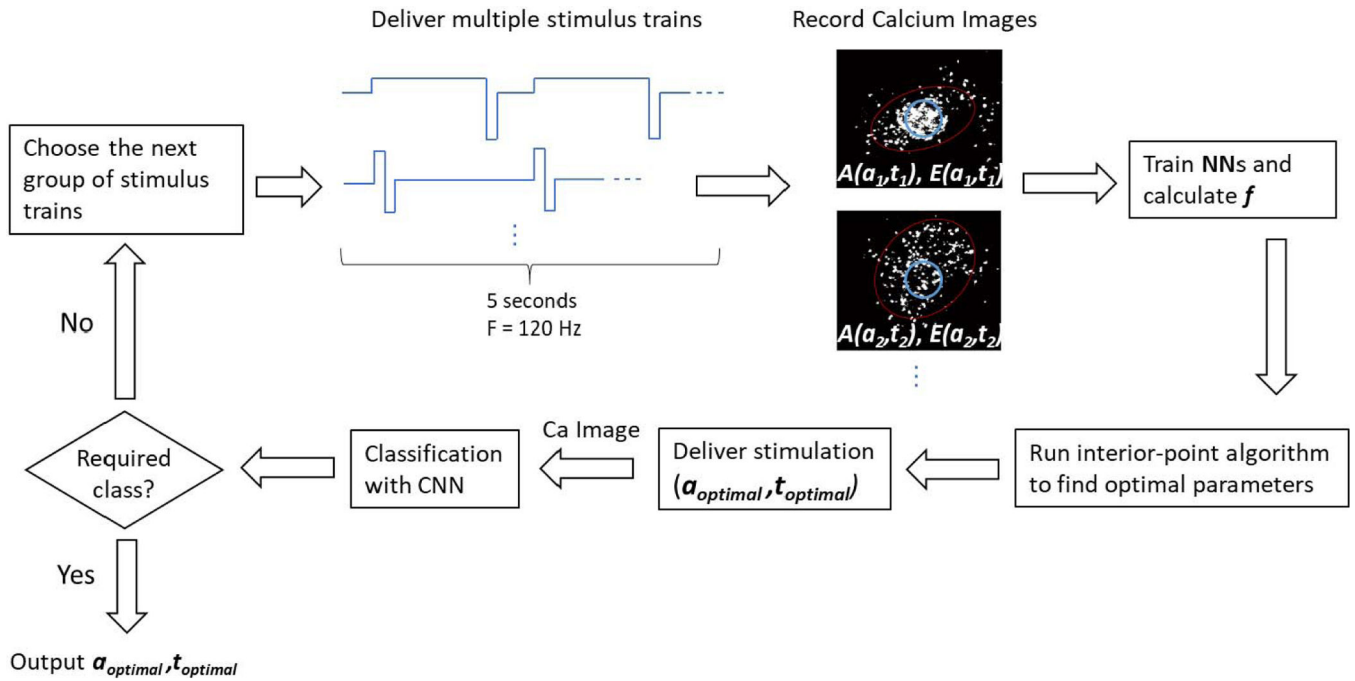 Deliver multiple stimulus trains
Record Calcium Images
Choose the next
group of stimulus
trains
A(a1,t1), E(a1,t1)
A(a2,t2), E(a2,t2)
Train NNs and
calculate f
5 seconds
F = 120 Hz
No
Required
class?
Classification
with CNN
Ca Image
Deliver stimulation
(aoptimal,toptimal)
Run interior-point algorithm
to find optimal parameters
Yes
Output aoptimal,toptimal